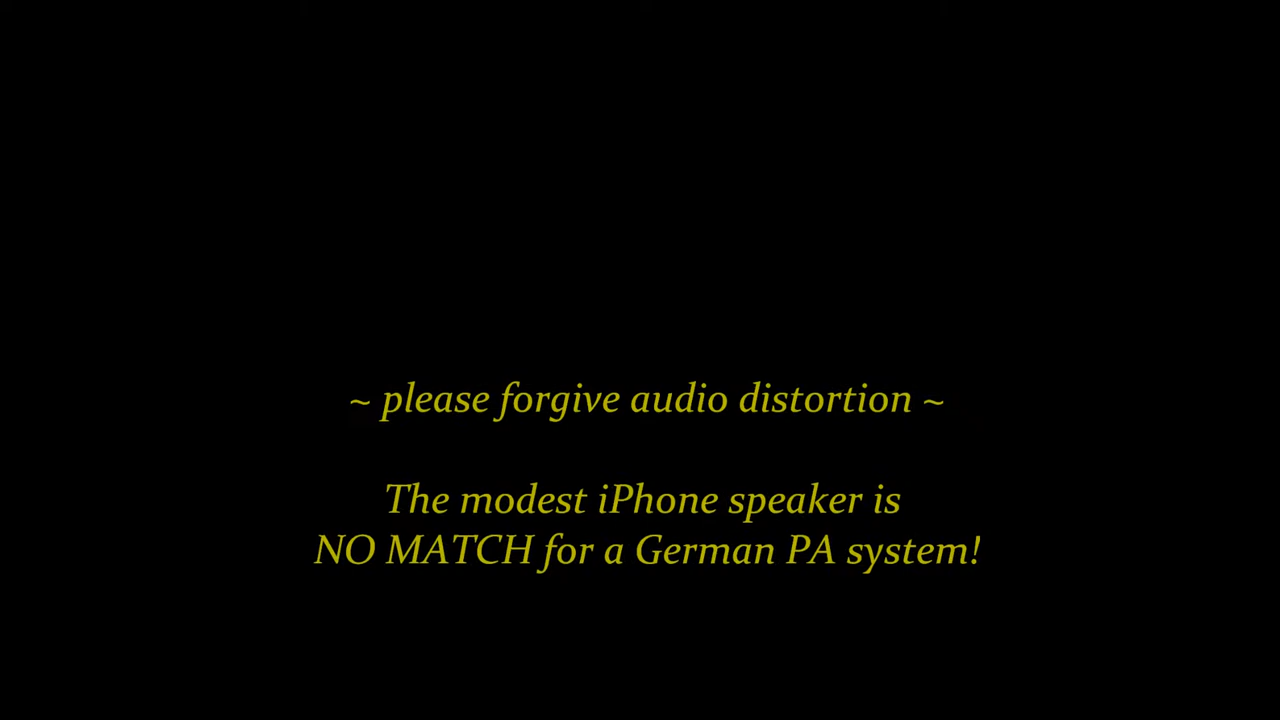 ~ please forgive audio distortion ~
The modest iPhone speaker is
NO MATCH for a German PA system!